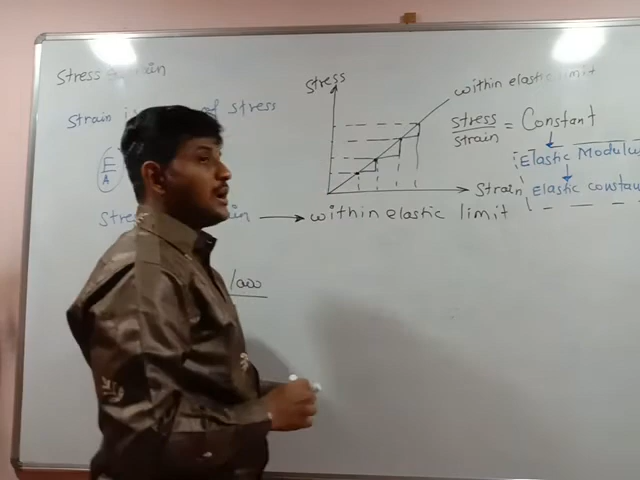 Stress
Strain of stress
F/A
within elastic limit
Stress
stress/strain = Constant
Elastic Modulus
Strain Elastic constan
within elastic limit
law